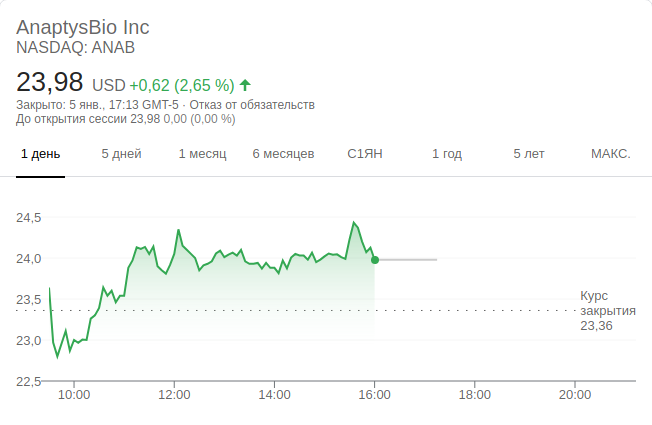 AnaptysBio Inc
NASDAQ: ANAB
23,98 USD +0,62 (2,65 %)
Закрыто: 5 янв., 17:13 GMT-5 · Отказ от обязательств
До открытия сессии 23,98 0,00 (0,00 %)
1 день 5 дней 1 месяц 6 месяцев С1ЯН 1 год 5 лет МАКС.
24,5
24,0
23,5
23,0
22,5
Курс
закрытия
23,36
10:00 12:00 14:00 16:00 18:00 20:00